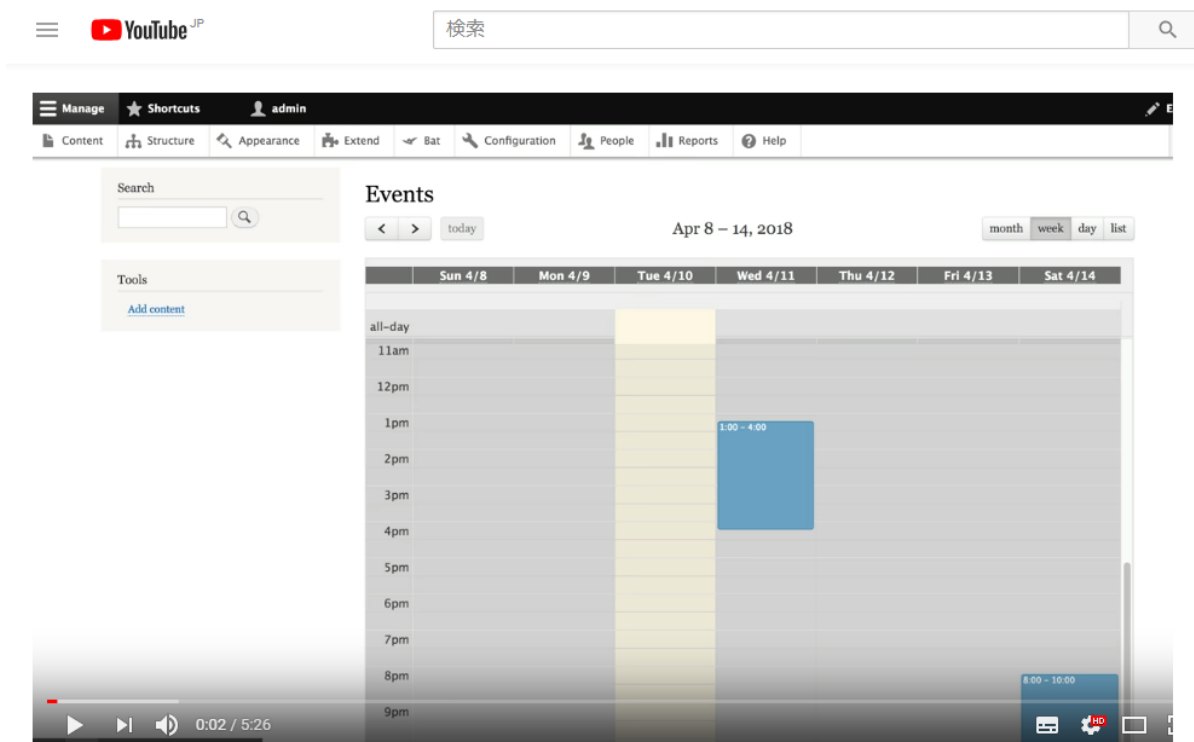 YouTube JP
検索
Manage Shortcuts admin
Content Structure Appearance Extend Bat Configuration People Reports Help
Search
Events
today Apr 8 – 14, 2018 month week day list
Tools
Add content
Sun 4/8 Mon 4/9 Tue 4/10 Wed 4/11 Thu 4/12 Fri 4/13 Sat 4/14
all-day
11am
12pm
1pm
1:00 - 4:00
2pm
3pm
4pm
5pm
6pm
7pm
8pm
8:00 - 10:00
9pm
0:02 / 5:26 HD